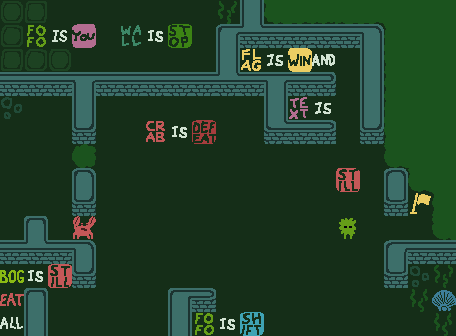 FOFO IS YOU WALL IS STOP
FLAG IS WIN AND
TEXT IS
CRAB IS DEFEAT
STILL
BOG IS STILL
EAT
ALL
FOFO IS SHIFT